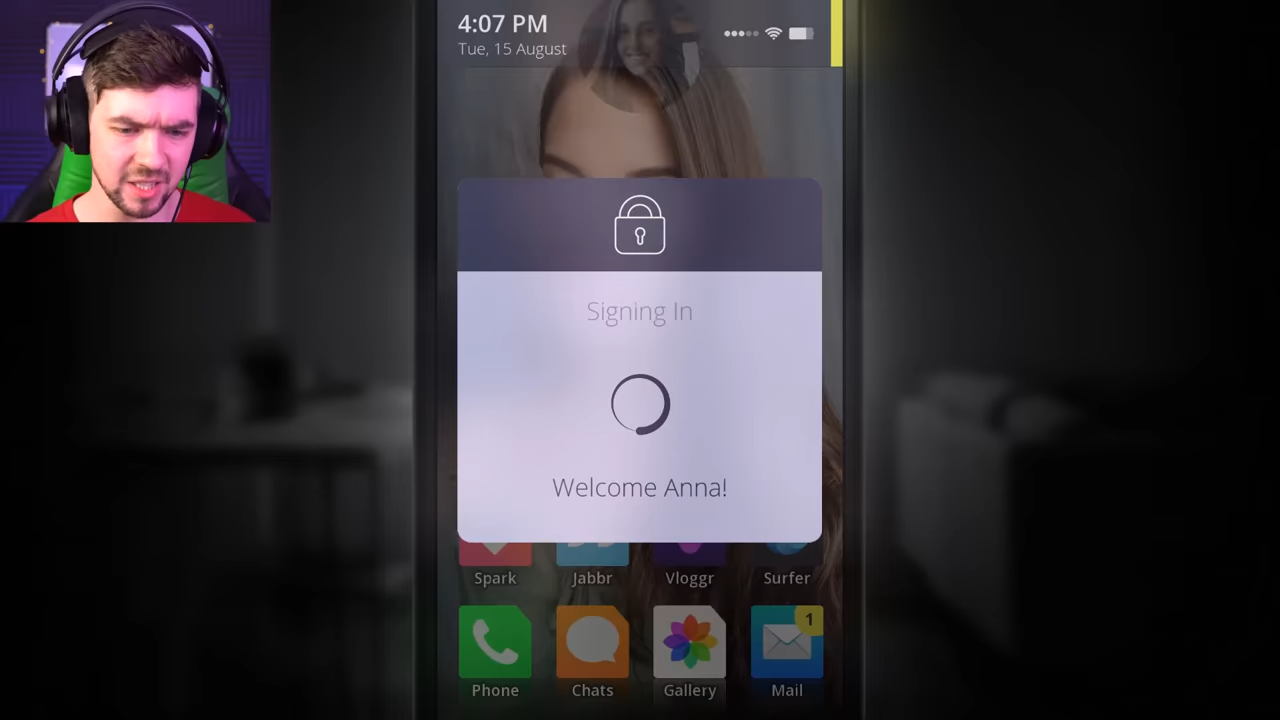 4:07 PM
Tue, 15 August
Signing In
Welcome Anna!
Spark Jabbr Vloggr Surfer
1
Phone Chats Gallery Mail